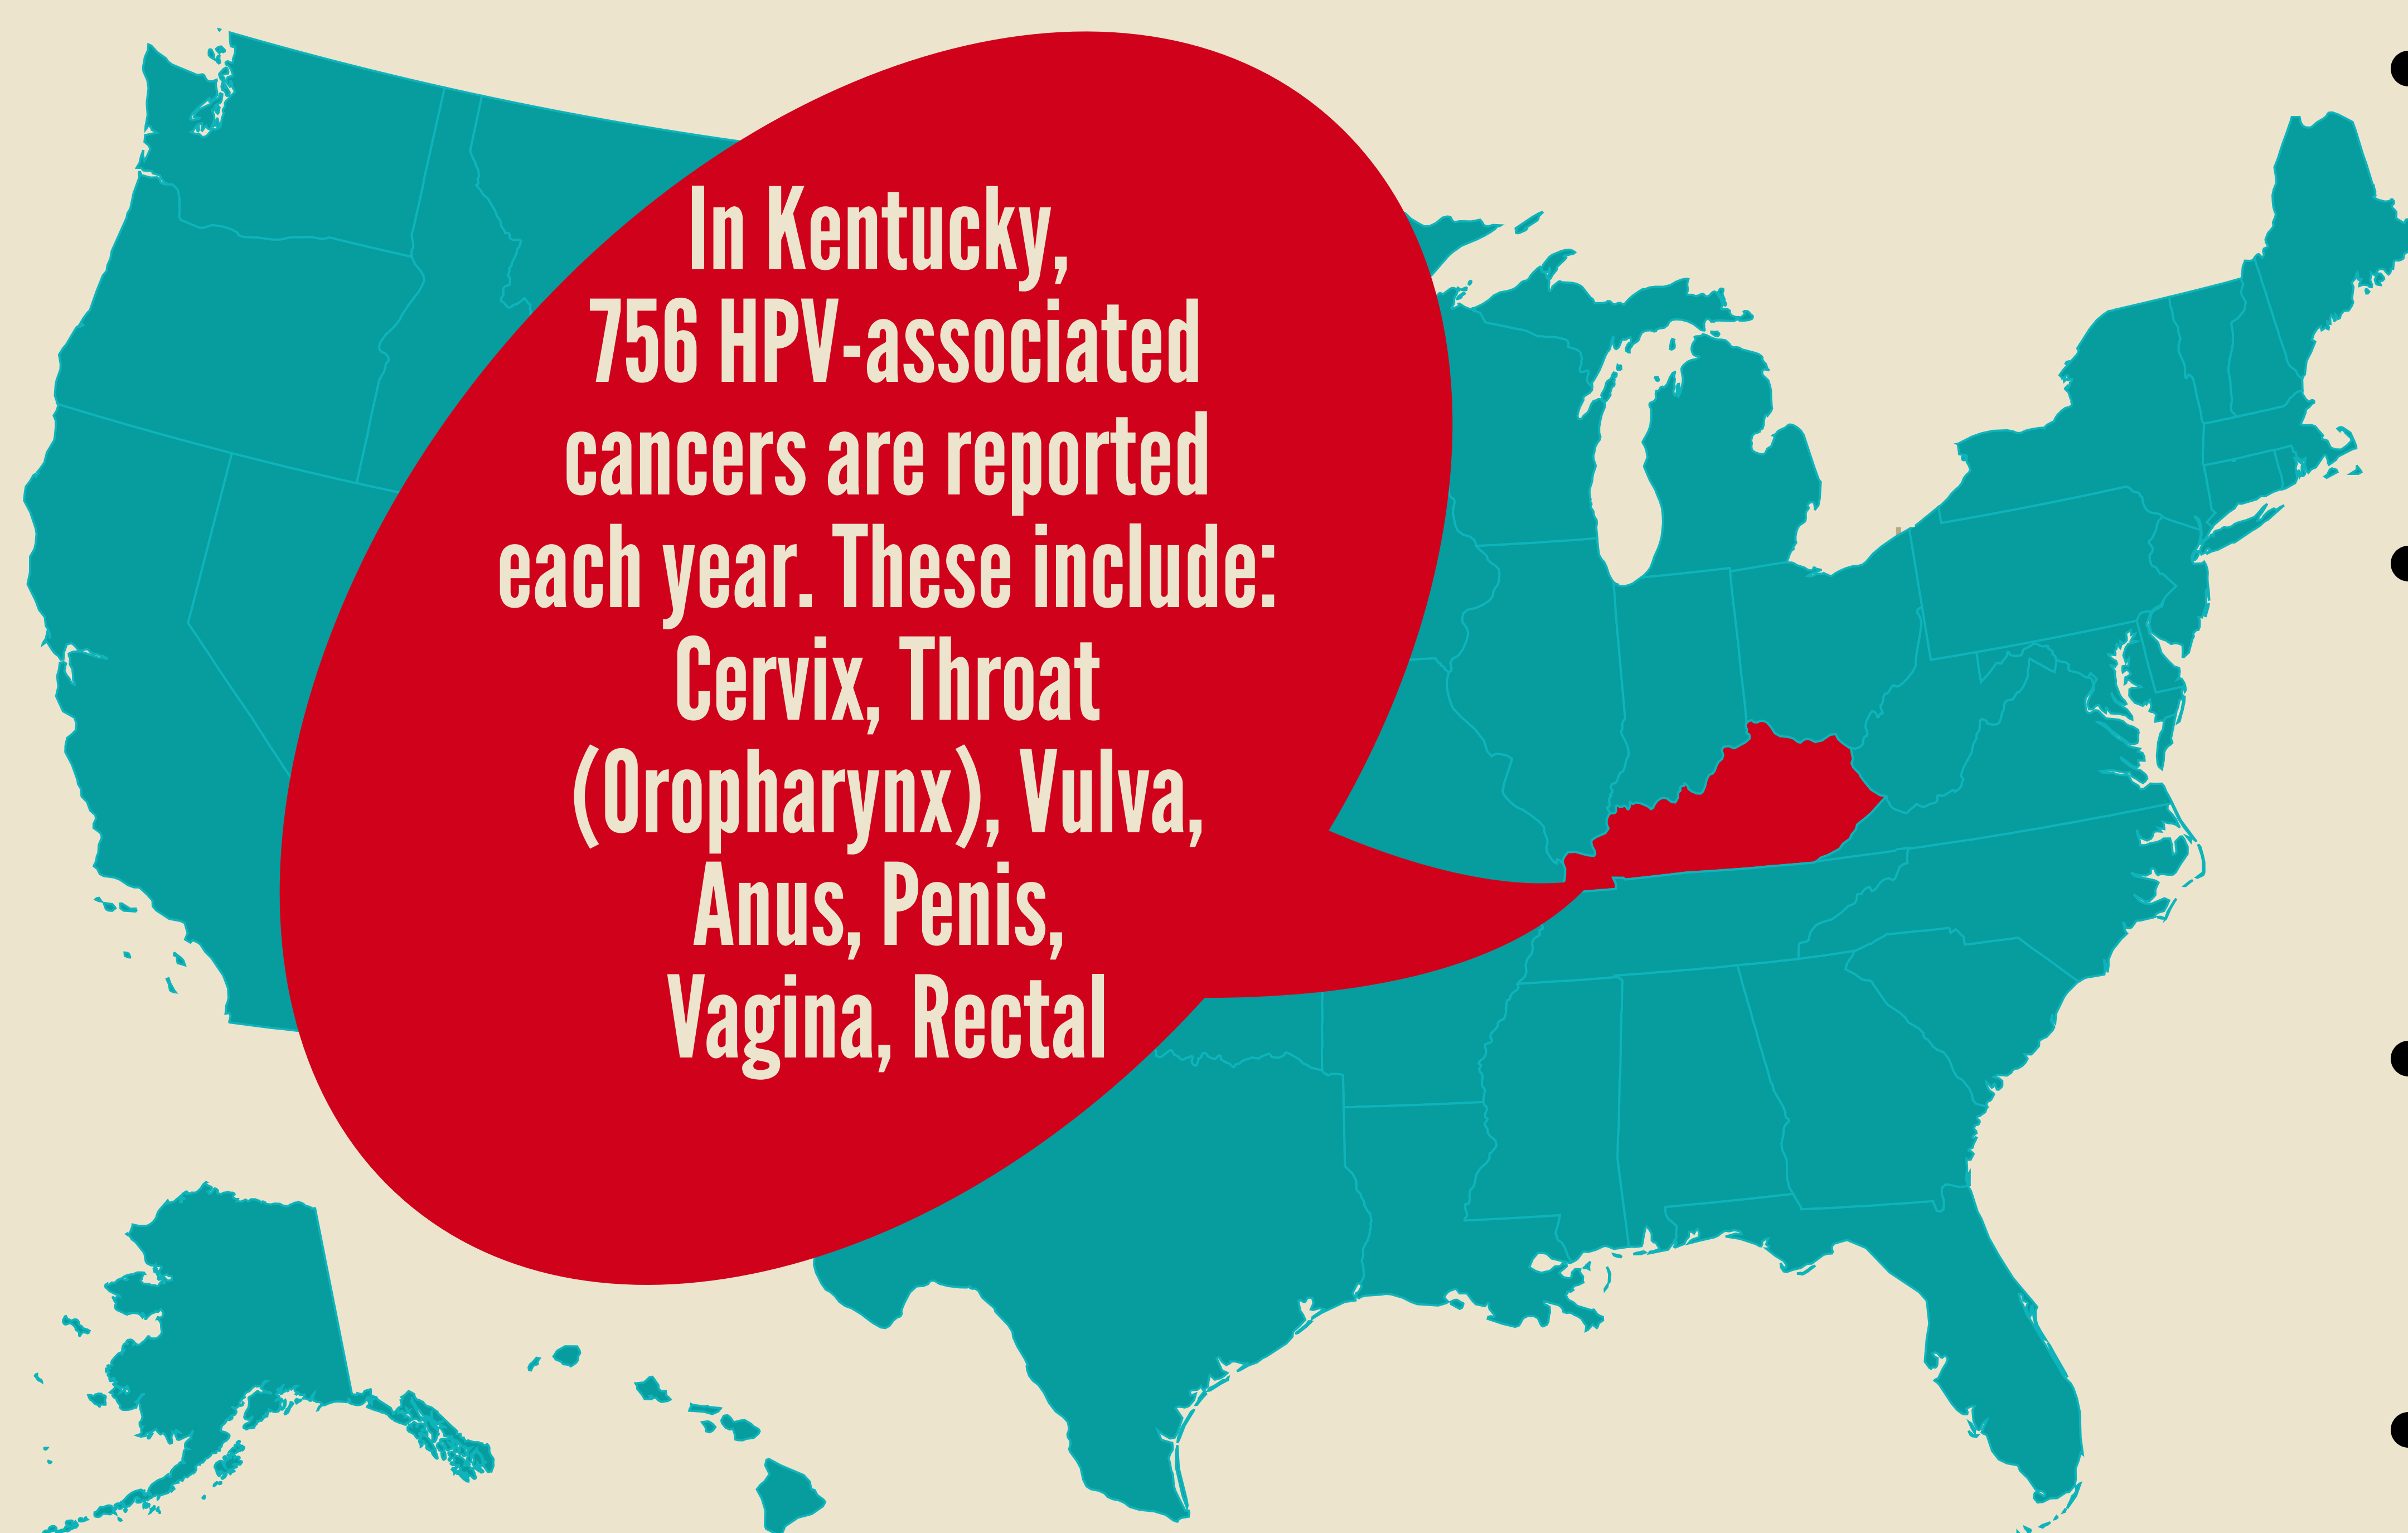 In Kentucky,
756 HPV-associated
cancers are reported
each year. These include:
Cervix, Throat
(Oropharynx), Vulva,
Anus, Penis,
Vagina, Rectal